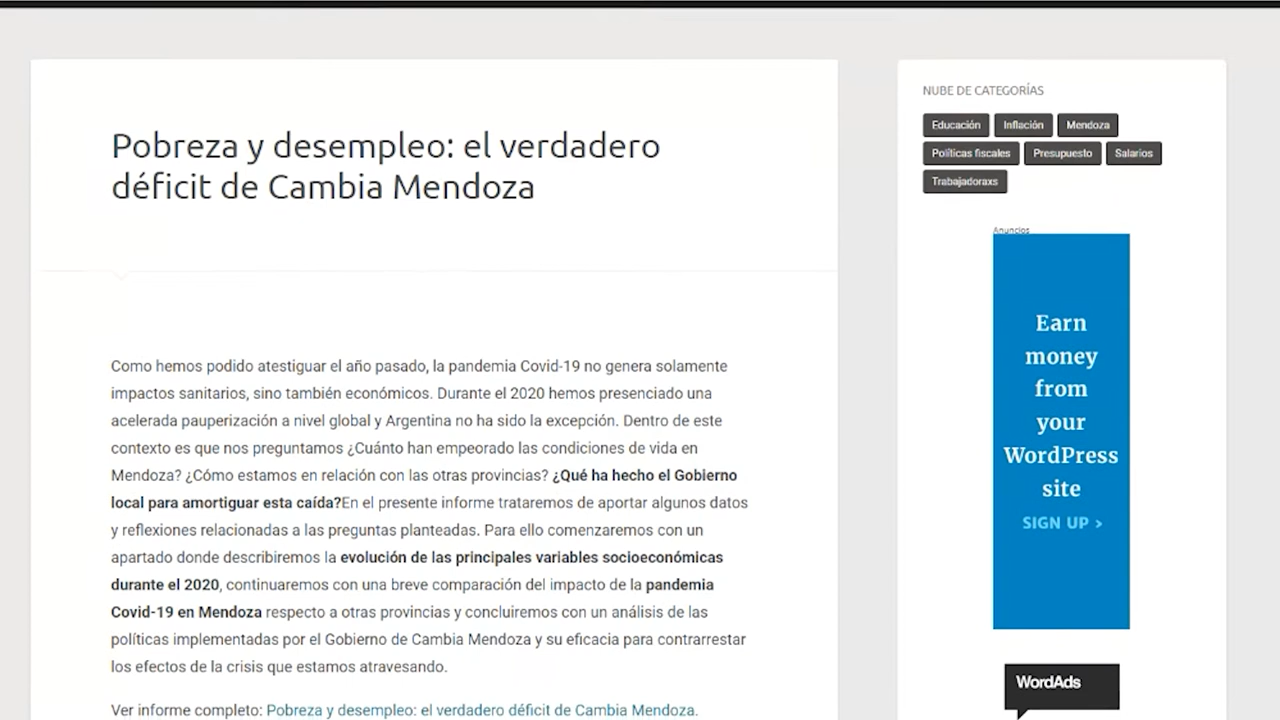 Pobreza y desempleo: el verdadero
déficit de Cambia Mendoza
Como hemos podido atestiguar el año pasado, la pandemia Covid-19 no genera solamente
impactos sanitarios, sino también económicos. Durante el 2020 hemos presenciado una
acelerada pauperización a nivel global y Argentina no ha sido la excepción. Dentro de este
contexto es que nos preguntamos ¿Cuánto han empeorado las condiciones de vida en
Mendoza? ¿Cómo estamos en relación con las otras provincias? ¿Qué ha hecho el Gobierno
local para amortiguar esta caída?En el presente informe trataremos de aportar algunos datos
y reflexiones relacionadas a las preguntas planteadas. Para ello comenzaremos con un
apartado donde describiremos la evolución de las principales variables socioeconómicas
durante el 2020, continuaremos con una breve comparación del impacto de la pandemia
Covid-19 en Mendoza respecto a otras provincias y concluiremos con un análisis de las
políticas implementadas por el Gobierno de Cambia Mendoza y su eficacia para contrarrestar
los efectos de la crisis que estamos atravesando.
Ver informe completo: Pobreza y desempleo: el verdadero déficit de Cambia Mendoza.
NUBE DE CATEGORÍAS
Educación Inflación Mendoza
Políticas fiscales Presupuesto Salarios
Trabajadoraxs
Anuncios
Earn
money
from
your
WordPress
site
SIGN UP >
WordAds